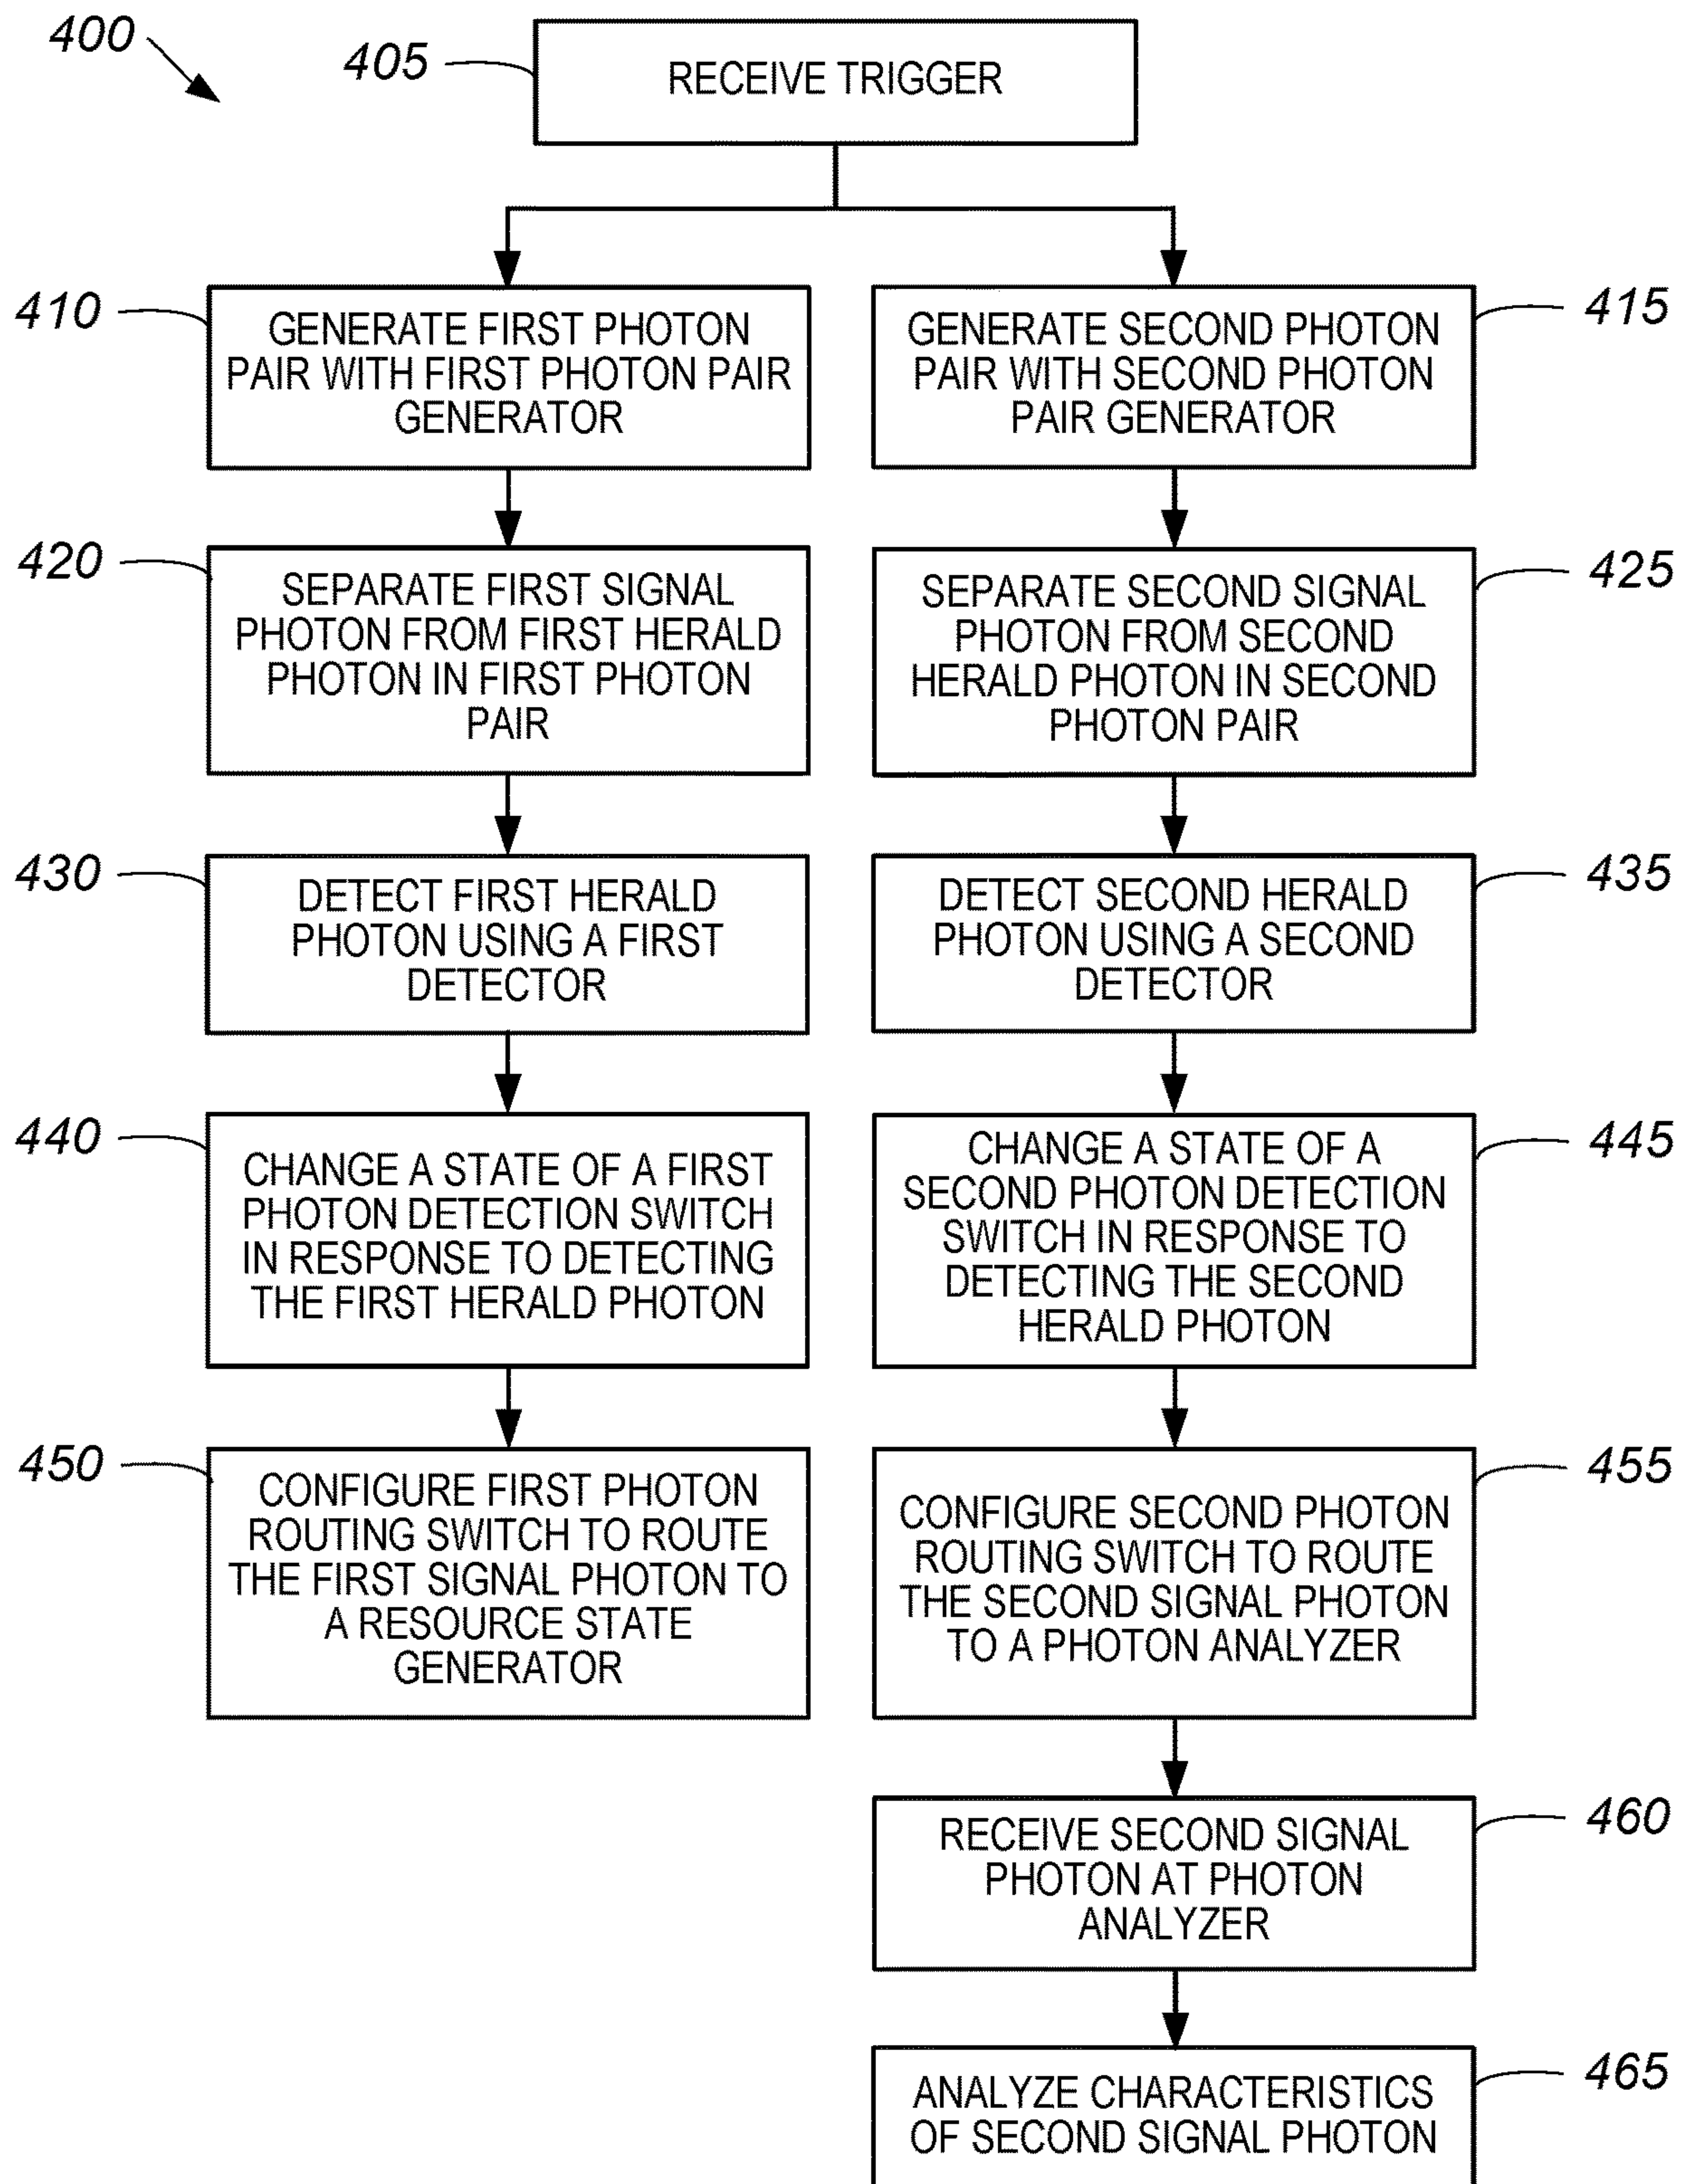 400
405
RECEIVE TRIGGER
410
GENERATE FIRST PHOTON
PAIR WITH FIRST PHOTON PAIR
GENERATOR
415
GENERATE SECOND PHOTON
PAIR WITH SECOND PHOTON
PAIR GENERATOR
420
SEPARATE FIRST SIGNAL
PHOTON FROM FIRST HERALD
PHOTON IN FIRST PHOTON
PAIR
425
SEPARATE SECOND SIGNAL
PHOTON FROM SECOND
HERALD PHOTON IN SECOND
PHOTON PAIR
430
DETECT FIRST HERALD
PHOTON USING A FIRST
DETECTOR
435
DETECT SECOND HERALD
PHOTON USING A SECOND
DETECTOR
440
CHANGE A STATE OF A FIRST
PHOTON DETECTION SWITCH
IN RESPONSE TO DETECTING
THE FIRST HERALD PHOTON
445
CHANGE A STATE OF A
SECOND PHOTON DETECTION
SWITCH IN RESPONSE TO
DETECTING THE SECOND
HERALD PHOTON
450
CONFIGURE FIRST PHOTON
ROUTING SWITCH TO ROUTE
THE FIRST SIGNAL PHOTON TO
A RESOURCE STATE
GENERATOR
455
CONFIGURE SECOND PHOTON
ROUTING SWITCH TO ROUTE
THE SECOND SIGNAL PHOTON
TO A PHOTON ANALYZER
460
RECEIVE SECOND SIGNAL
PHOTON AT PHOTON
ANALYZER
465
ANALYZE CHARACTERISTICS
OF SECOND SIGNAL PHOTON